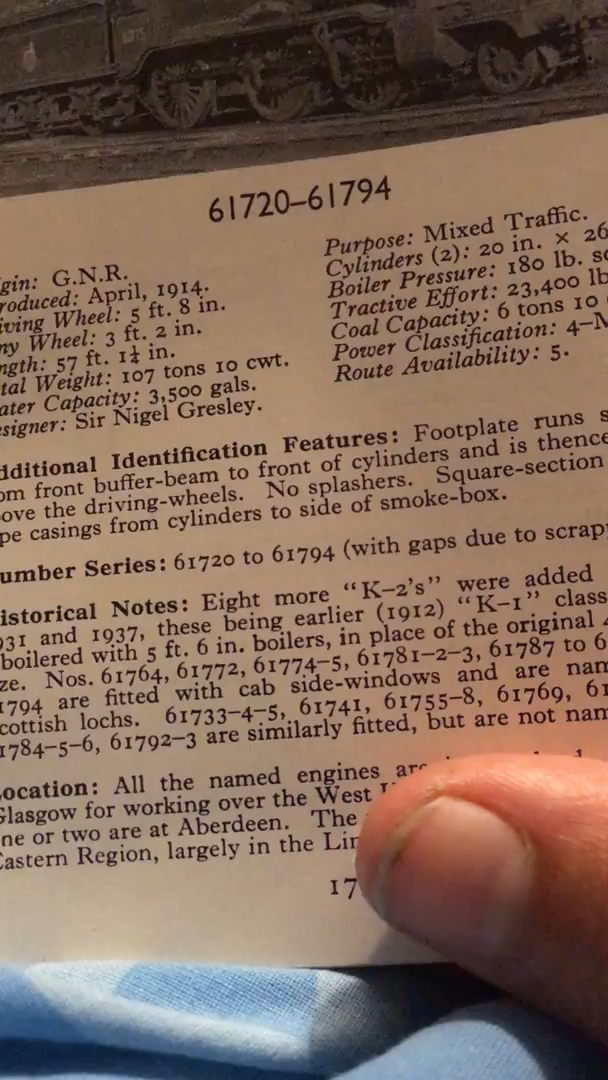 61720–61794
gin: G.N.R.
roduced: April, 1914.
iving Wheel: 5 ft. 8 in.
ny Wheel: 3 ft. 2 in.
ngth: 57 ft. 1¼ in.
tal Weight: 107 tons 10 cwt.
ater Capacity: 3,500 gals.
signer: Sir Nigel Gresley.
Purpose: Mixed Traffic.
Cylinders (2): 20 in. × 26
Boiler Pressure: 180 lb. s
Tractive Effort: 23,400 lb
Coal Capacity: 6 tons 10
Power Classification: 4–M
Route Availability: 5.
dditional Identification Features: Footplate runs s
om front buffer-beam to front of cylinders and is thence
ove the driving-wheels. No splashers. Square-section
pe casings from cylinders to side of smoke-box.
umber Series: 61720 to 61794 (with gaps due to scrap
istorical Notes: Eight more “K–2’s” were added
931 and 1937, these being earlier (1912) “K–1” class
boilered with 5 ft. 6 in. boilers, in place of the original 4
ze. Nos. 61764, 61772, 61774–5, 61781–2–3, 61787 to 6
1794 are fitted with cab side-windows and are nam
cottish lochs. 61733–4–5, 61741, 61755–8, 61769, 61
1784–5–6, 61792–3 are similarly fitted, but are not nam
ocation: All the named engines are
Glasgow for working over the West
ne or two are at Aberdeen. The
Eastern Region, largely in the Lin
17